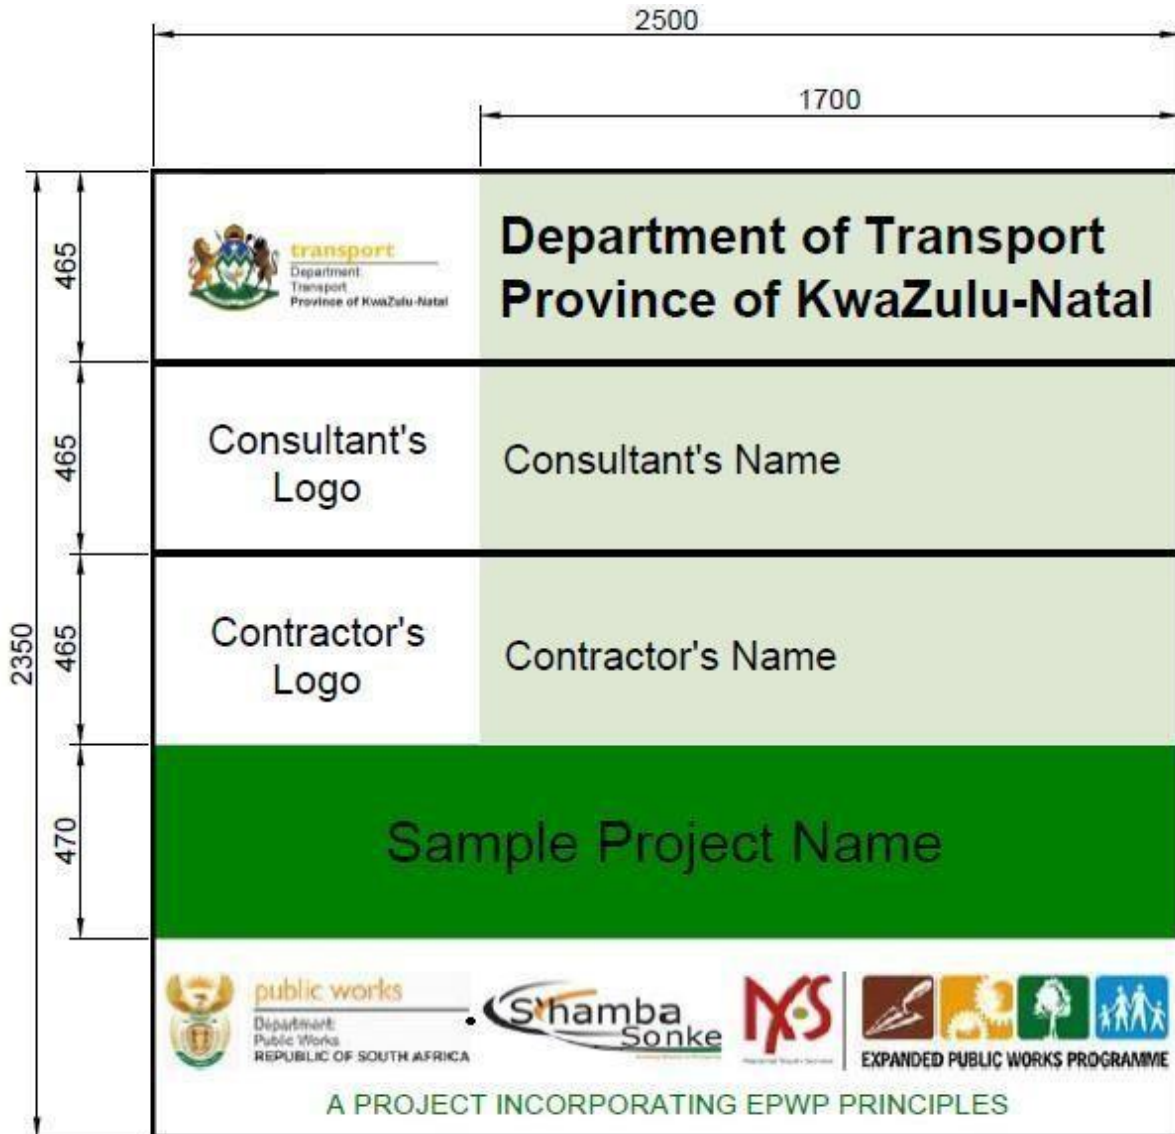 2500
1700
465
transport
Department:
Transport
Province of KwaZulu-Natal
Department of Transport
Province of KwaZulu-Natal
465
Consultant's
Logo
Consultant's Name
2350
465
Contractor's
Logo
Contractor's Name
470
Sample Project Name
public works
Department:
Public Works
REPUBLIC OF SOUTH AFRICA
S'hamba
Sonke
NYS
EXPANDED PUBLIC WORKS PROGRAMME
A PROJECT INCORPORATING EPWP PRINCIPLES